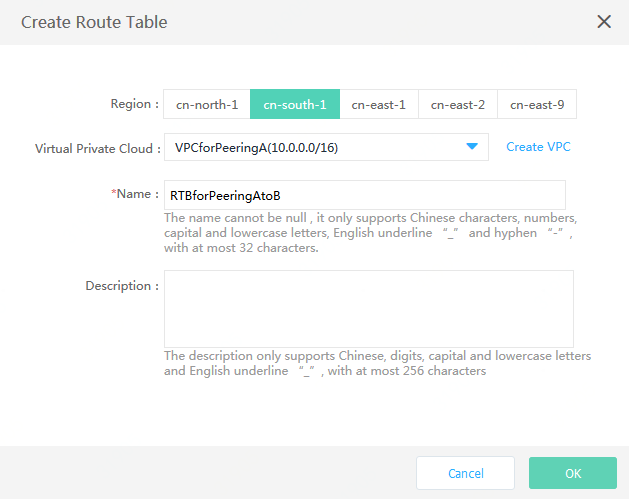 Create Route Table
Region : cn-north-1 cn-south-1 cn-east-1 cn-east-2 cn-east-9
Virtual Private Cloud : VPCforPeeringA(10.0.0.0/16) Create VPC
*Name : RTBforPeeringAtoB
The name cannot be null , it only supports Chinese characters, numbers,
capital and lowercase letters, English underline “_” and hyphen “-” ,
with at most 32 characters.
Description :
The description only supports Chinese, digits, capital and lowercase letters
and English underline “_” , with at most 256 characters
Cancel OK